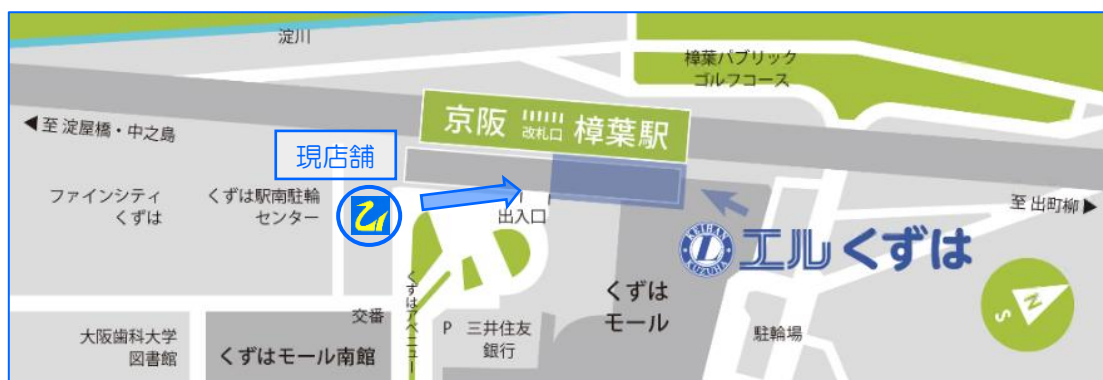 淀川
樟葉パブリック
ゴルフコース
◀至 淀屋橋・中之島
京阪 改札口 樟葉駅
現店舗
ファインシティ
くずは
くずは駅南駐輪
センター
出入口
至 出町柳▶
KEIHAN
KUZUHA
L
エルくずは
くずは
モール
くずはアベニュー
交番
大阪歯科大学
図書館
くずはモール南館
P 三井住友
銀行
駐輪場
N
S